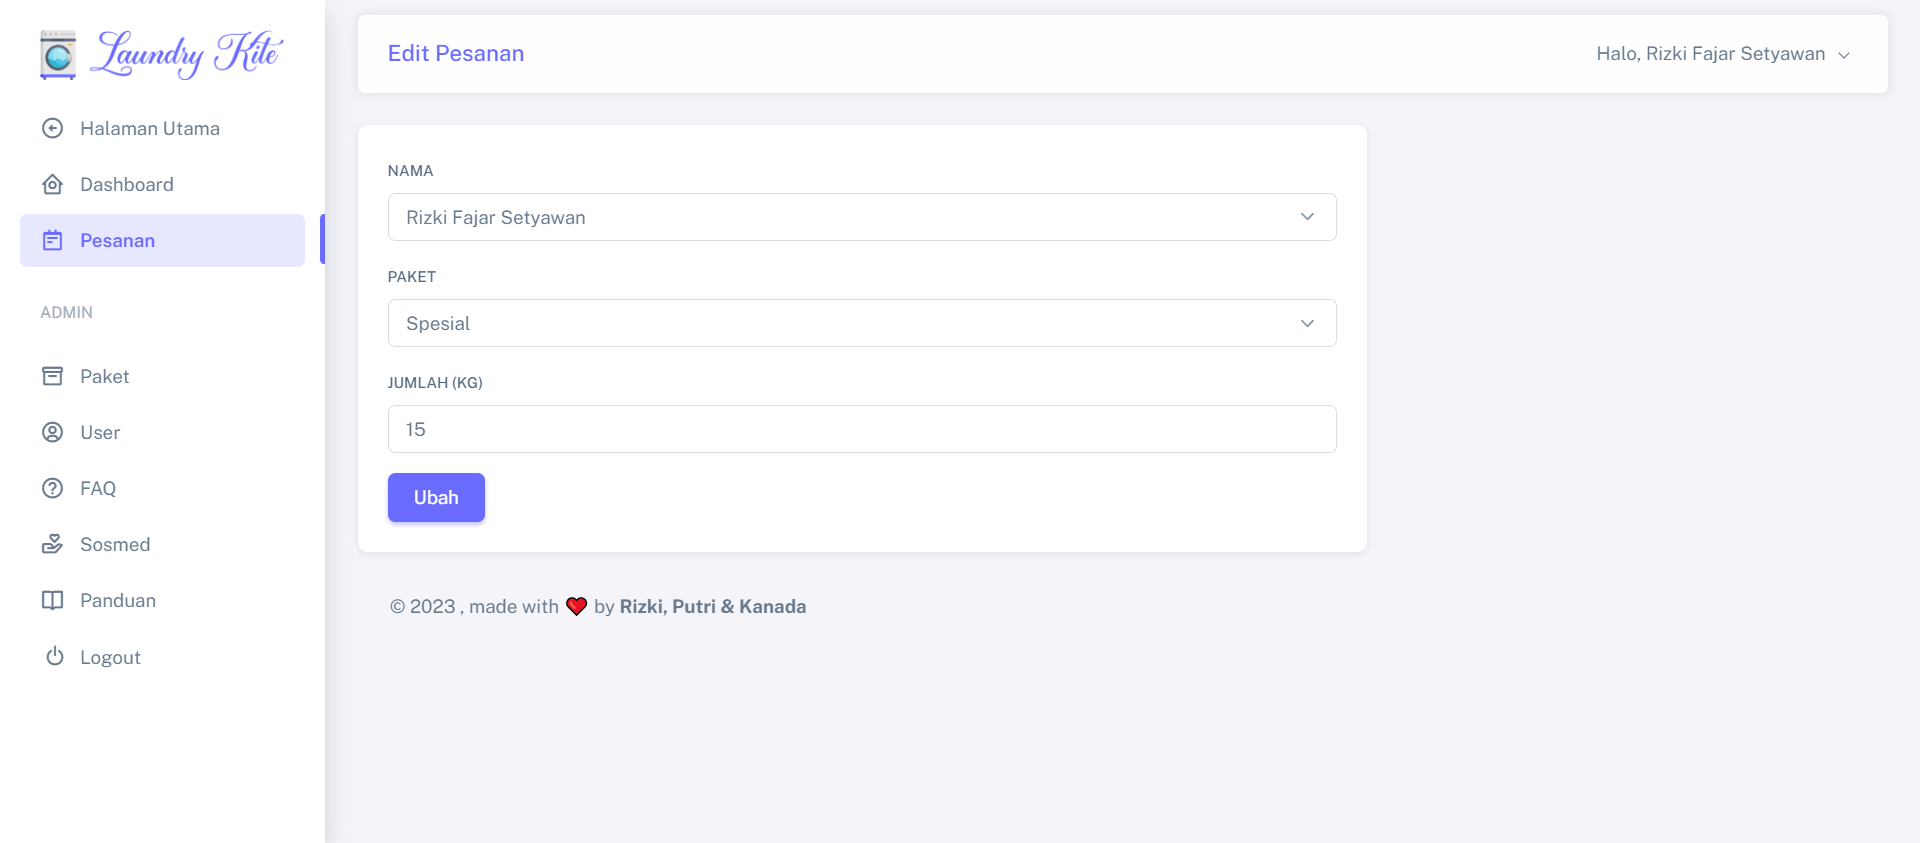 Laundry Kite
Halaman Utama
Dashboard
Pesanan
ADMIN
Paket
User
FAQ
Sosmed
Panduan
Logout
Edit Pesanan
Halo, Rizki Fajar Setyawan
NAMA
Rizki Fajar Setyawan
PAKET
Spesial
JUMLAH (KG)
15
Ubah
© 2023 , made with ❤️ by Rizki, Putri & Kanada